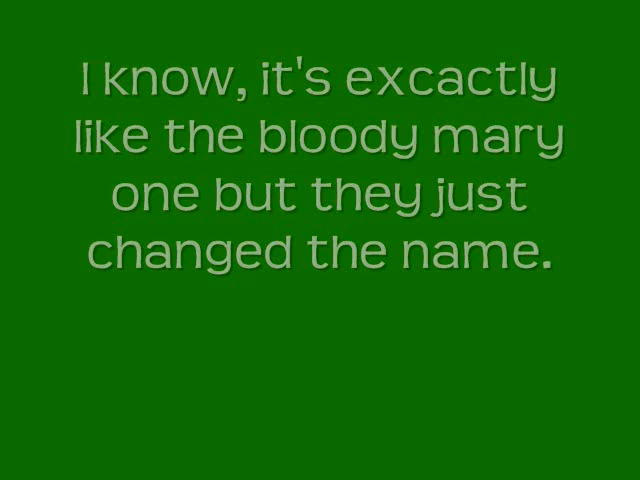 I know, it's excactly
like the bloody mary
one but they just
changed the name.